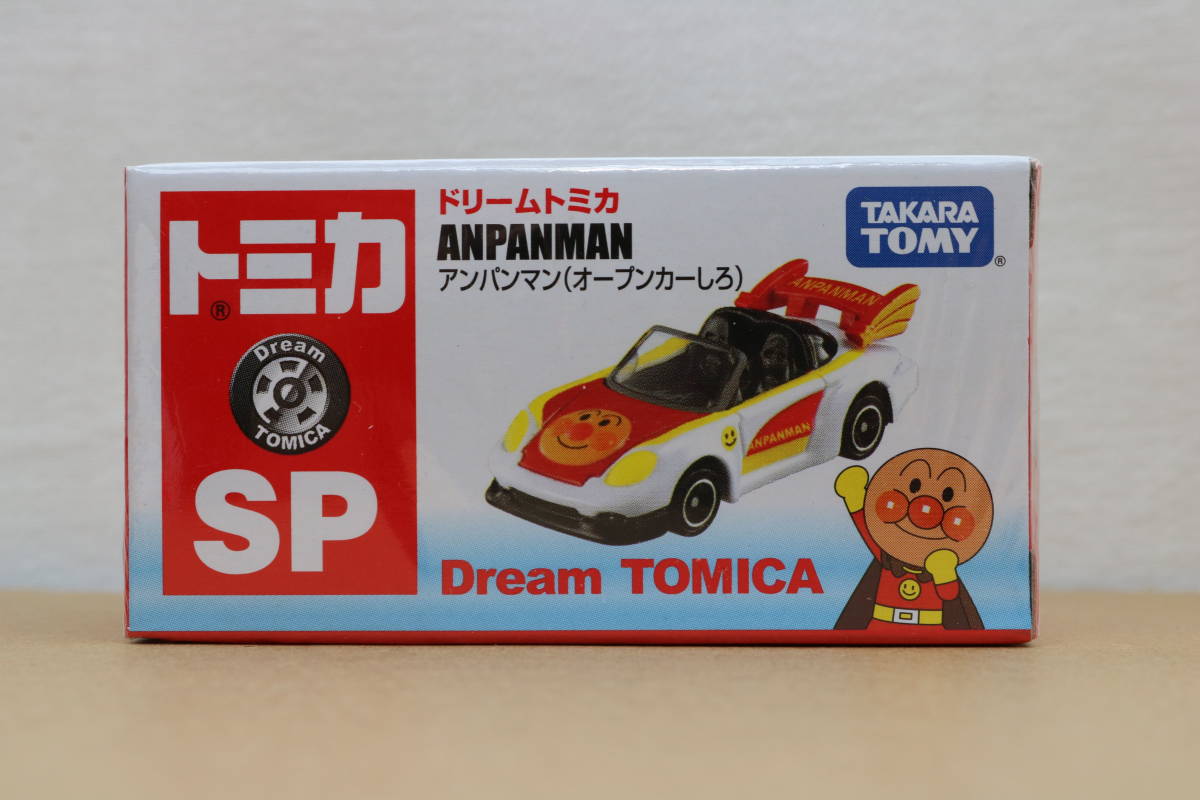 トミカ
®
Dream
TOMICA
SP
ドリームトミカ
ANPANMAN
アンパンマン(オープンカーしろ)
TAKARA
TOMY
®
ANPANMAN
ANPANMAN
Dream TOMICA